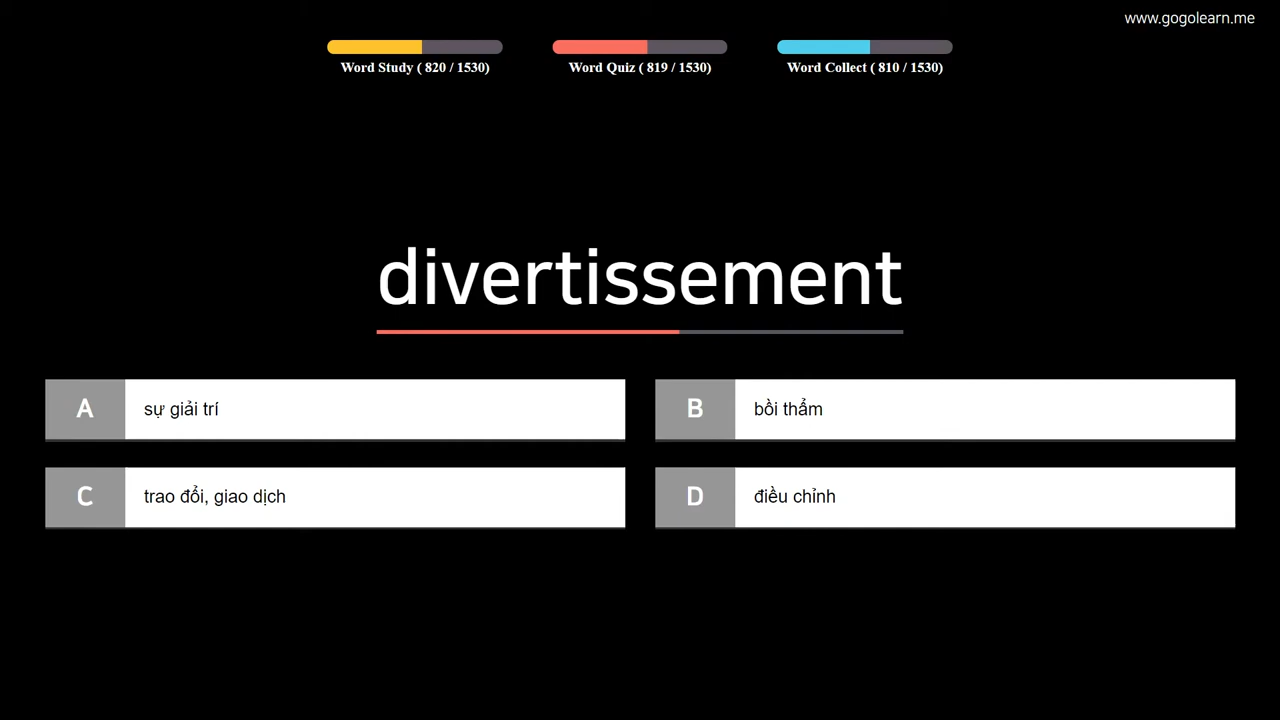 www.gogolearn.me
Word Study ( 820 / 1530)
Word Quiz ( 819 / 1530)
Word Collect ( 810 / 1530)
divertissement
A sự giải trí
B bồi thẩm
C trao đổi, giao dịch
D điều chỉnh